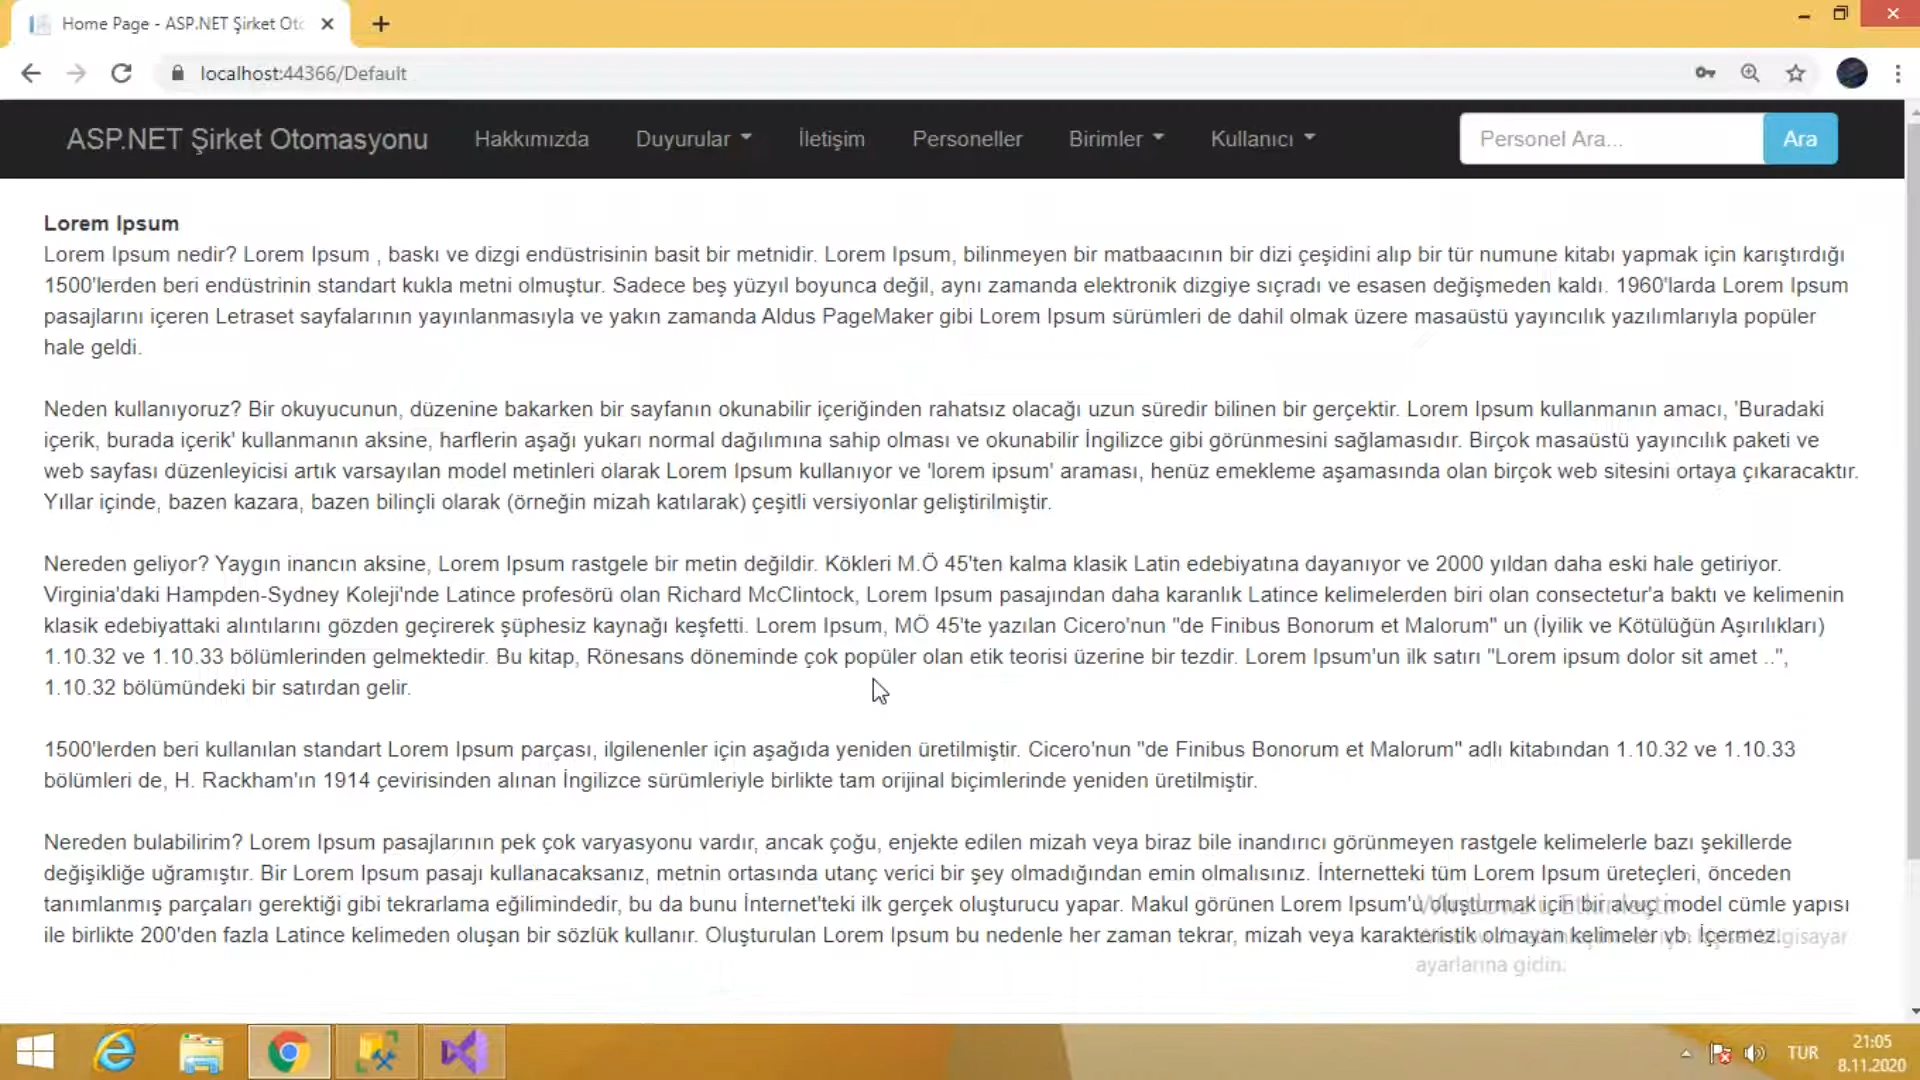 Home Page - ASP.NET Şirket Oto
localhost:44366/Default
ASP.NET Şirket Otomasyonu Hakkımızda Duyurular İletişim Personeller Birimler Kullanıcı Personel Ara... Ara
Lorem Ipsum
Lorem Ipsum nedir? Lorem Ipsum , baskı ve dizgi endüstrisinin basit bir metnidir. Lorem Ipsum, bilinmeyen bir matbaacının bir dizi çeşidini alıp bir tür numune kitabı yapmak için karıştırdığı
1500'lerden beri endüstrinin standart kukla metni olmuştur. Sadece beş yüzyıl boyunca değil, aynı zamanda elektronik dizgiye sıçradı ve esasen değişmeden kaldı. 1960'larda Lorem Ipsum
pasajlarını içeren Letraset sayfalarının yayınlanmasıyla ve yakın zamanda Aldus PageMaker gibi Lorem Ipsum sürümleri de dahil olmak üzere masaüstü yayıncılık yazılımlarıyla popüler
hale geldi.
Neden kullanıyoruz? Bir okuyucunun, düzenine bakarken bir sayfanın okunabilir içeriğinden rahatsız olacağı uzun süredir bilinen bir gerçektir. Lorem Ipsum kullanmanın amacı, 'Buradaki
içerik, burada içerik' kullanmanın aksine, harflerin aşağı yukarı normal dağılımına sahip olması ve okunabilir İngilizce gibi görünmesini sağlamasıdır. Birçok masaüstü yayıncılık paketi ve
web sayfası düzenleyicisi artık varsayılan model metinleri olarak Lorem Ipsum kullanıyor ve 'lorem ipsum' araması, henüz emekleme aşamasında olan birçok web sitesini ortaya çıkaracaktır.
Yıllar içinde, bazen kazara, bazen bilinçli olarak (örneğin mizah katılarak) çeşitli versiyonlar geliştirilmiştir.
Nereden geliyor? Yaygın inancın aksine, Lorem Ipsum rastgele bir metin değildir. Kökleri M.Ö 45'ten kalma klasik Latin edebiyatına dayanıyor ve 2000 yıldan daha eski hale getiriyor.
Virginia'daki Hampden-Sydney Koleji'nde Latince profesörü olan Richard McClintock, Lorem Ipsum pasajından daha karanlık Latince kelimelerden biri olan consectetur'a baktı ve kelimenin
klasik edebiyattaki alıntılarını gözden geçirerek şüphesiz kaynağı keşfetti. Lorem Ipsum, MÖ 45'te yazılan Cicero'nun "de Finibus Bonorum et Malorum" un (İyilik ve Kötülüğün Aşırılıkları)
1.10.32 ve 1.10.33 bölümlerinden gelmektedir. Bu kitap, Rönesans döneminde çok popüler olan etik teorisi üzerine bir tezdir. Lorem Ipsum'un ilk satırı "Lorem ipsum dolor sit amet ..",
1.10.32 bölümündeki bir satırdan gelir.
1500'lerden beri kullanılan standart Lorem Ipsum parçası, ilgilenenler için aşağıda yeniden üretilmiştir. Cicero'nun "de Finibus Bonorum et Malorum" adlı kitabından 1.10.32 ve 1.10.33
bölümleri de, H. Rackham'ın 1914 çevirisinden alınan İngilizce sürümleriyle birlikte tam orijinal biçimlerinde yeniden üretilmiştir.
Nereden bulabilirim? Lorem Ipsum pasajlarının pek çok varyasyonu vardır, ancak çoğu, enjekte edilen mizah veya biraz bile inandırıcı görünmeyen rastgele kelimelerle bazı şekillerde
değişikliğe uğramıştır. Bir Lorem Ipsum pasajı kullanacaksanız, metnin ortasında utanç verici bir şey olmadığından emin olmalısınız. İnternetteki tüm Lorem Ipsum üreteçleri, önceden
tanımlanmış parçaları gerektiği gibi tekrarlama eğilimindedir, bu da bunu İnternet'teki ilk gerçek oluşturucu yapar. Makul görünen Lorem Ipsum'u oluşturmak için bir avuç model cümle yapısı
ile birlikte 200'den fazla Latince kelimeden oluşan bir sözlük kullanır. Oluşturulan Lorem Ipsum bu nedenle her zaman tekrar, mizah veya karakteristik olmayan kelimeler vb. İçermez.
ayarlarına gidin.
TUR
21:05
8.11.2020